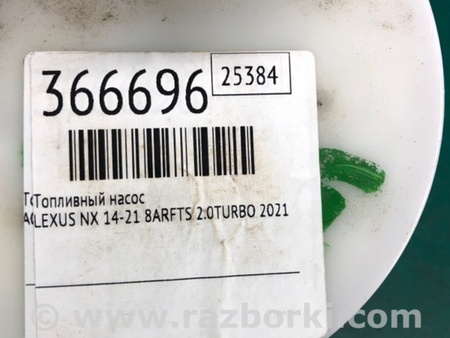 366696
25384
Топливный насос
LEXUS NX 14-21 8ARFTS 2.0TURBO 2021
www.razborki.com